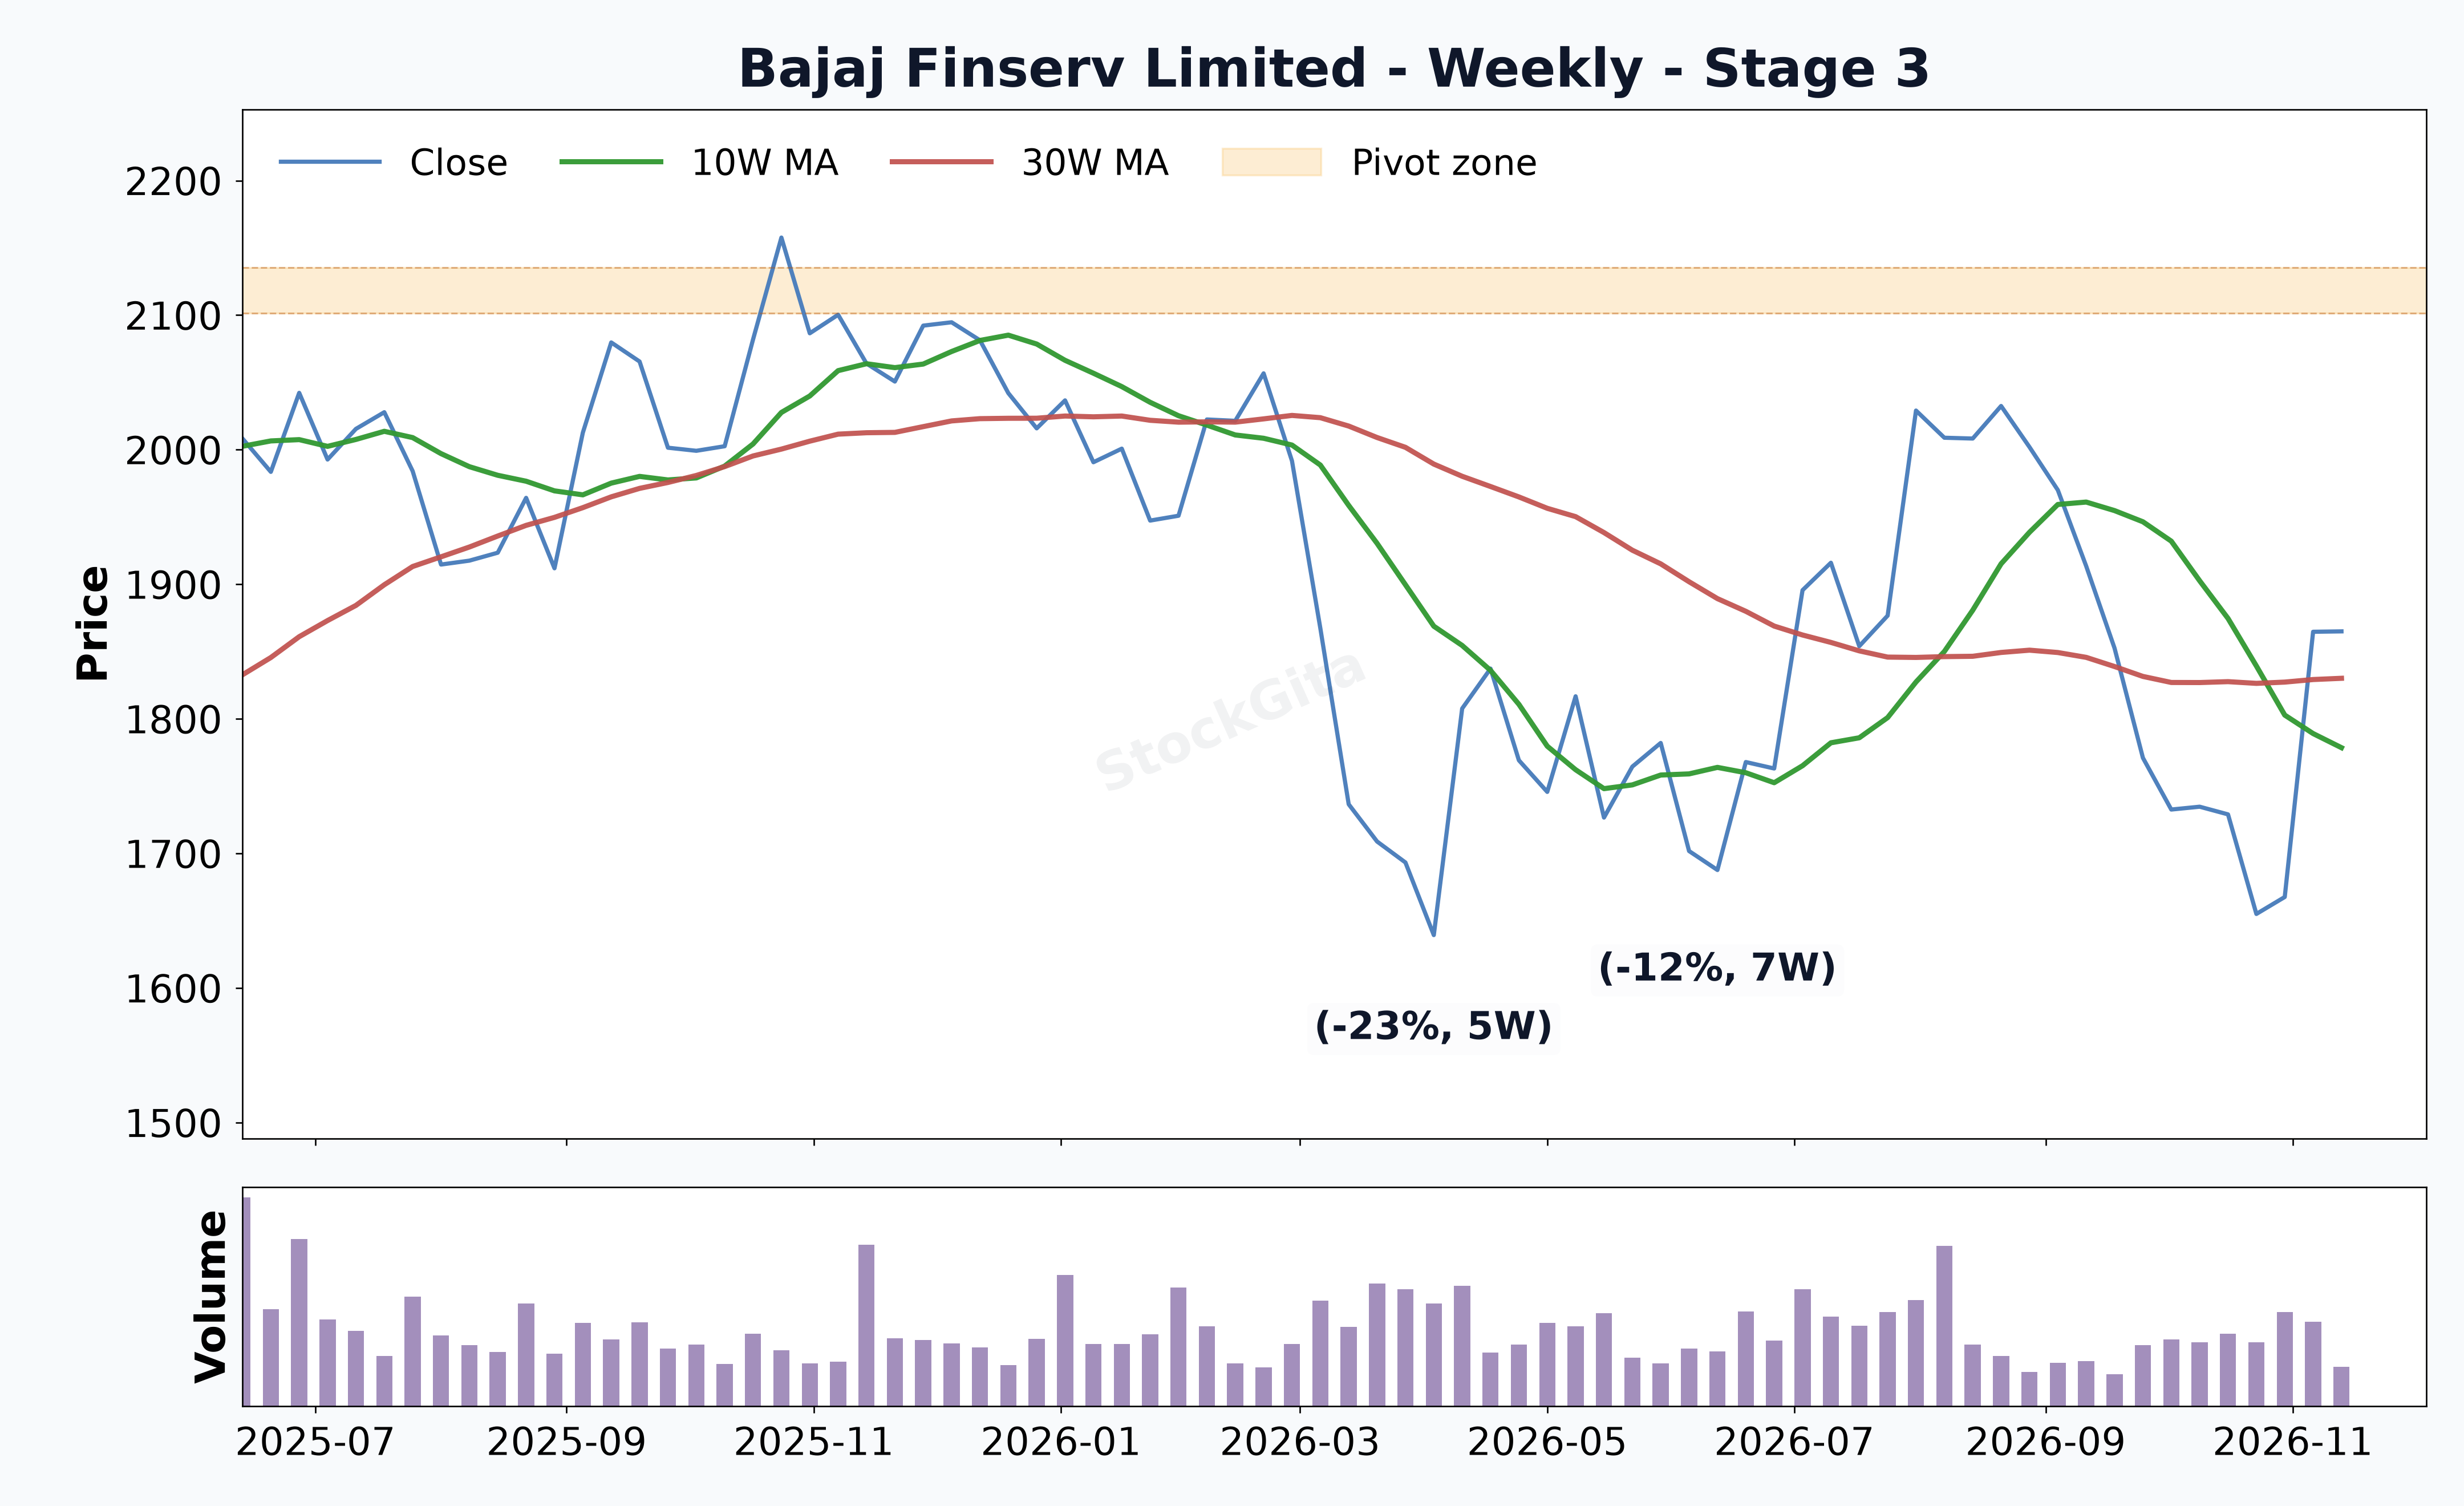 Bajaj Finserv Limited - Weekly - Stage 3
Close 10W MA 30W MA Pivot zone
2200
2100
2000
1900
1800
1700
1600
1500
Price
StockGita
(-12%, 7W)
(-23%, 5W)
Volume
2025-07 2025-09 2025-11 2026-01 2026-03 2026-05 2026-07 2026-09 2026-11